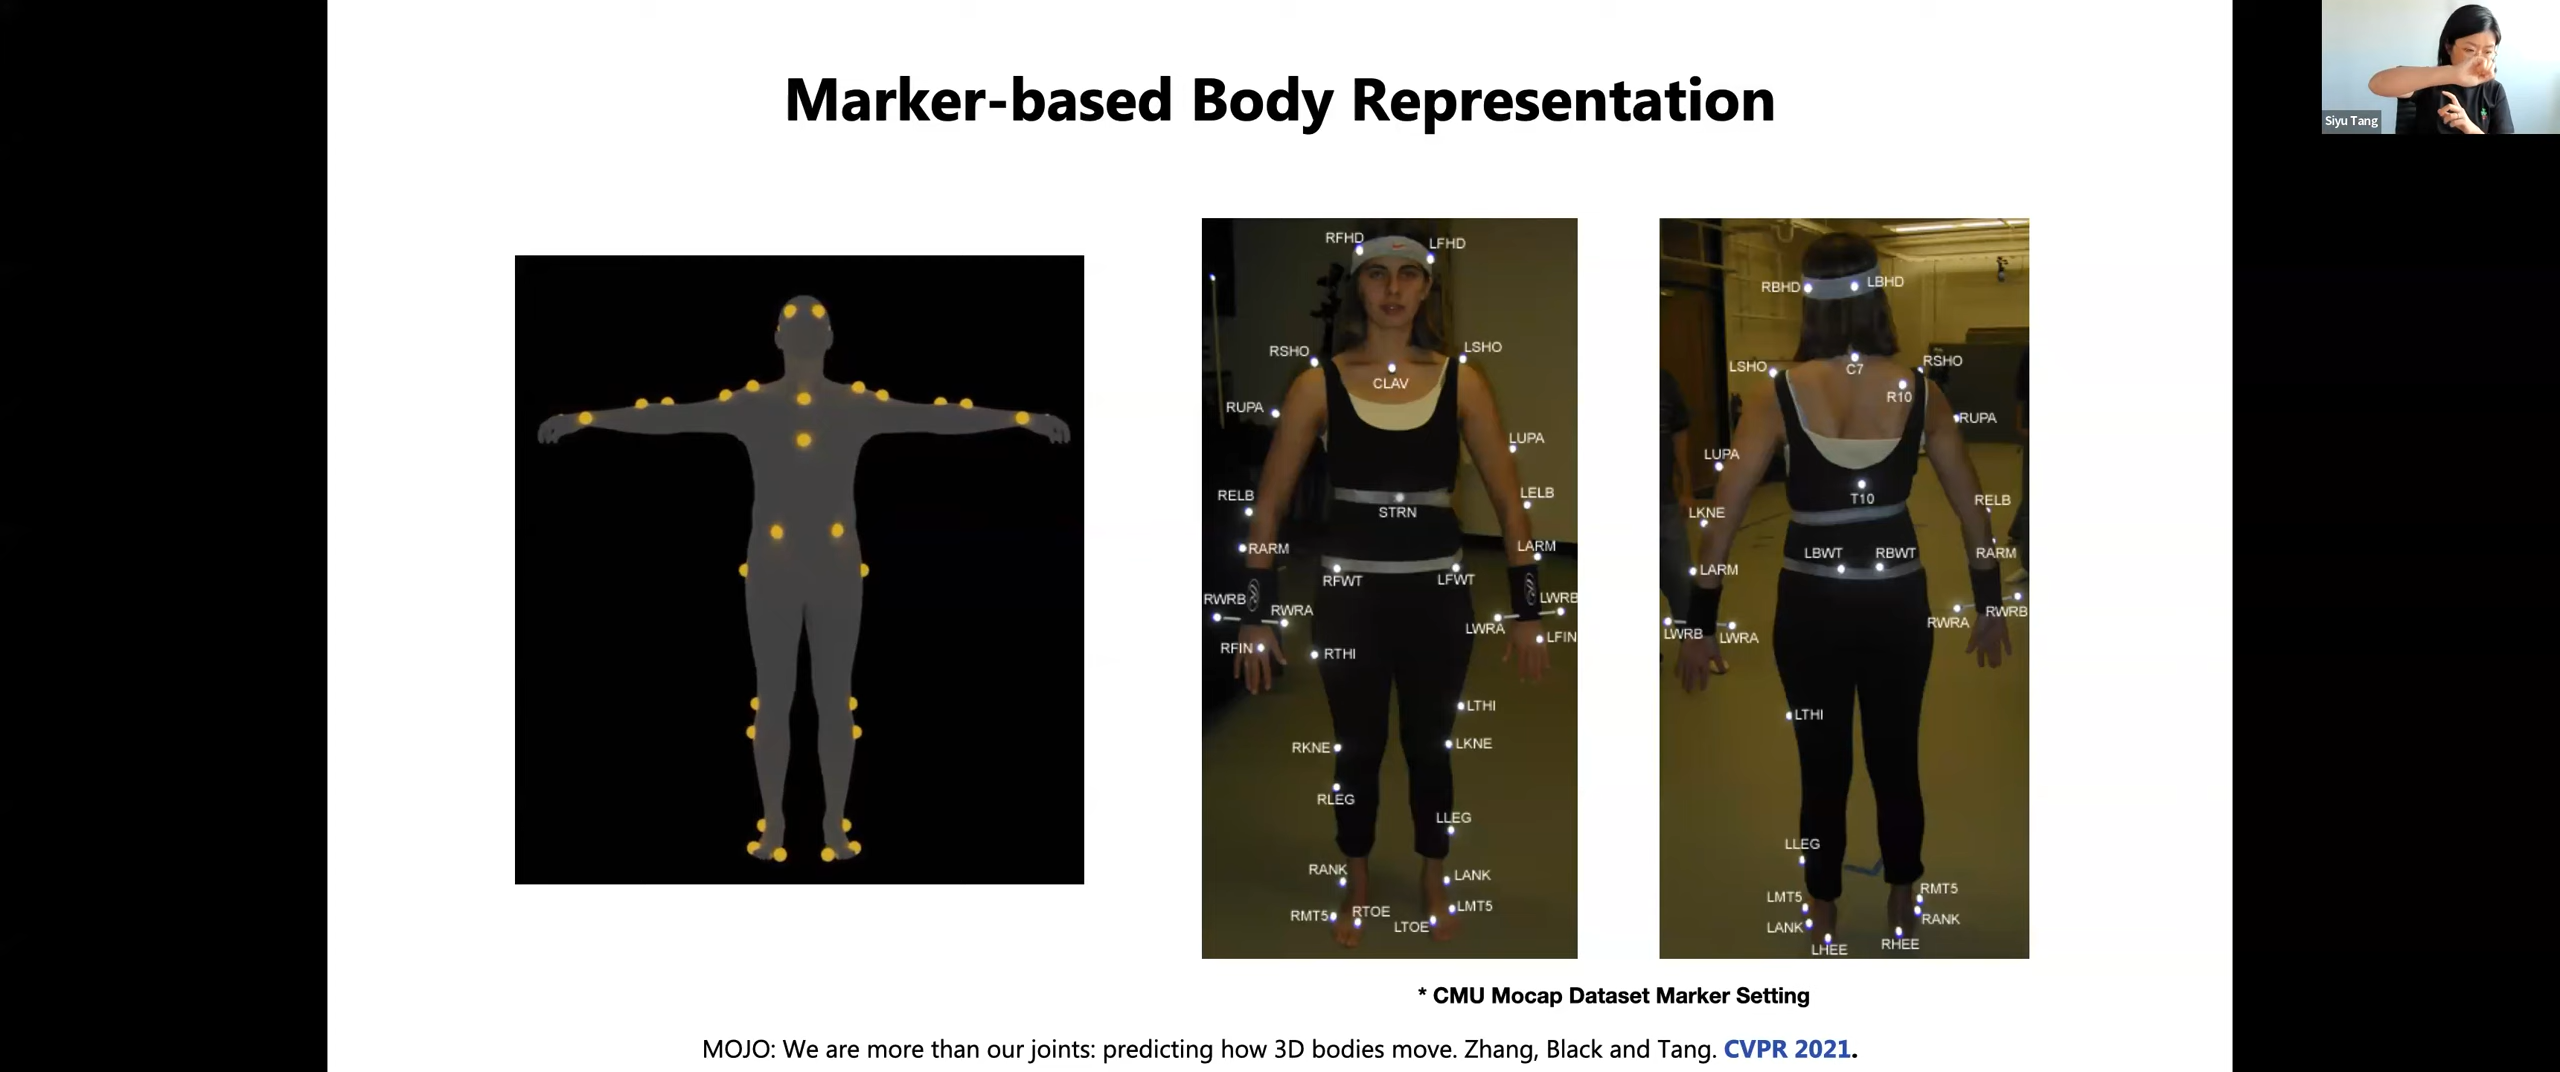 Marker-based Body Representation
Siyu Tang
RFHD
LFHD
RSHO
LSHO
CLAV
RUPA
LUPA
RELB
LELB
STRN
RARM
LARM
RFWT
LFWT
RWRB
RWRA
LWRB
LWRA
RFIN
LFIN
RTHI
LTHI
RKNE
LKNE
RLEG
LLEG
RANK
LANK
RMT5
RTOE
LTOE
LMT5
RBHD
LBHD
LSHO
C7
RSHO
R10
RUPA
LUPA
T10
RELB
LKNE
LBWT
RBWT
RARM
LARM
RWRB
RWRA
LWRB
LWRA
LTHI
LLEG
RMT5
LMT5
RANK
LANK
RHEE
LHEE
* CMU Mocap Dataset Marker Setting
MOJO: We are more than our joints: predicting how 3D bodies move. Zhang, Black and Tang. CVPR 2021.